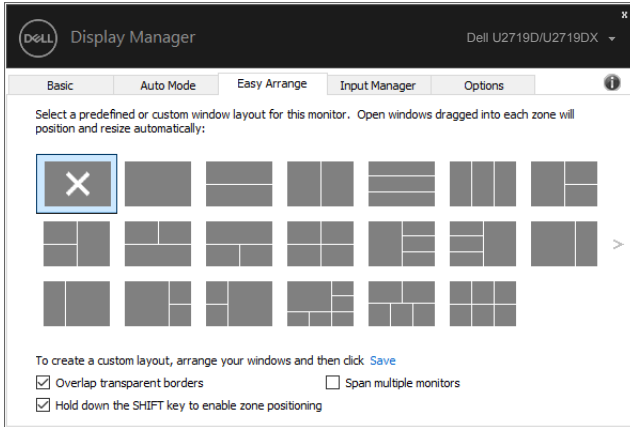 DELL Display Manager
Dell U2719D/U2719DX
Basic Auto Mode Easy Arrange Input Manager Options
Select a predefined or custom window layout for this monitor. Open windows dragged into each zone will
position and resize automatically:
To create a custom layout, arrange your windows and then click Save
Overlap transparent borders
Span multiple monitors
Hold down the SHIFT key to enable zone positioning